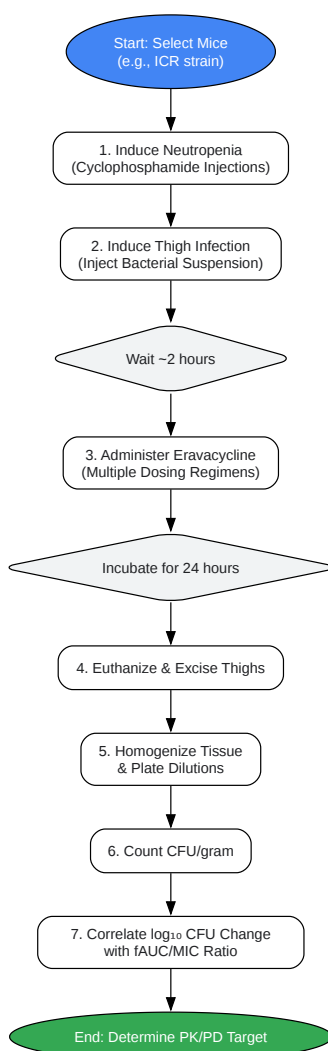 Start: Select Mice
(e.g., ICR strain)
1. Induce Neutropenia
(Cyclophosphamide Injections)
2. Induce Thigh Infection
(Inject Bacterial Suspension)
Wait ~2 hours
3. Administer Eravacycline
(Multiple Dosing Regimens)
Incubate for 24 hours
4. Euthanize & Excise Thighs
5. Homogenize Tissue
& Plate Dilutions
6. Count CFU/gram
7. Correlate log₁₀ CFU Change
with fAUC/MIC Ratio
End: Determine PK/PD Target